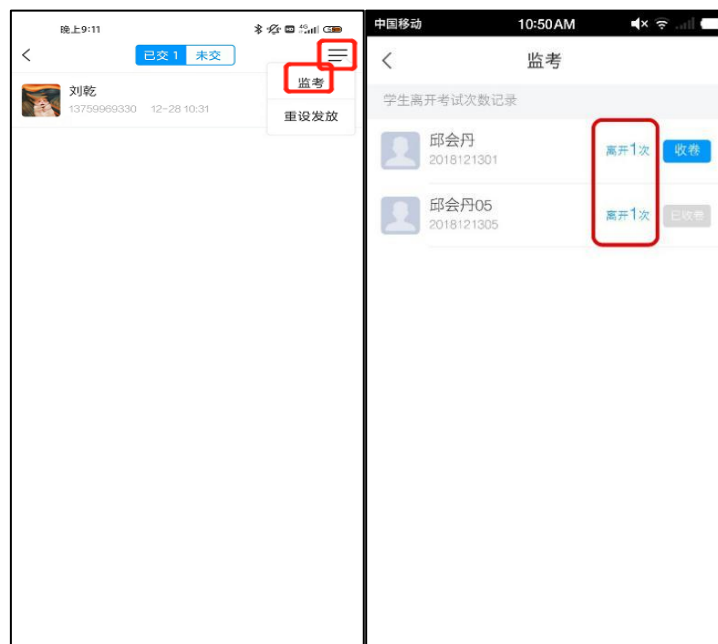 晚上9:11
已交 1 未交
监考
重设发放
刘乾
13759969330 12-28 10:31
中国移动 10:50AM
监考
学生离开考试次数记录
邱会丹
2018121301
离开1次 收卷
邱会丹05
2018121305
离开1次 已收卷